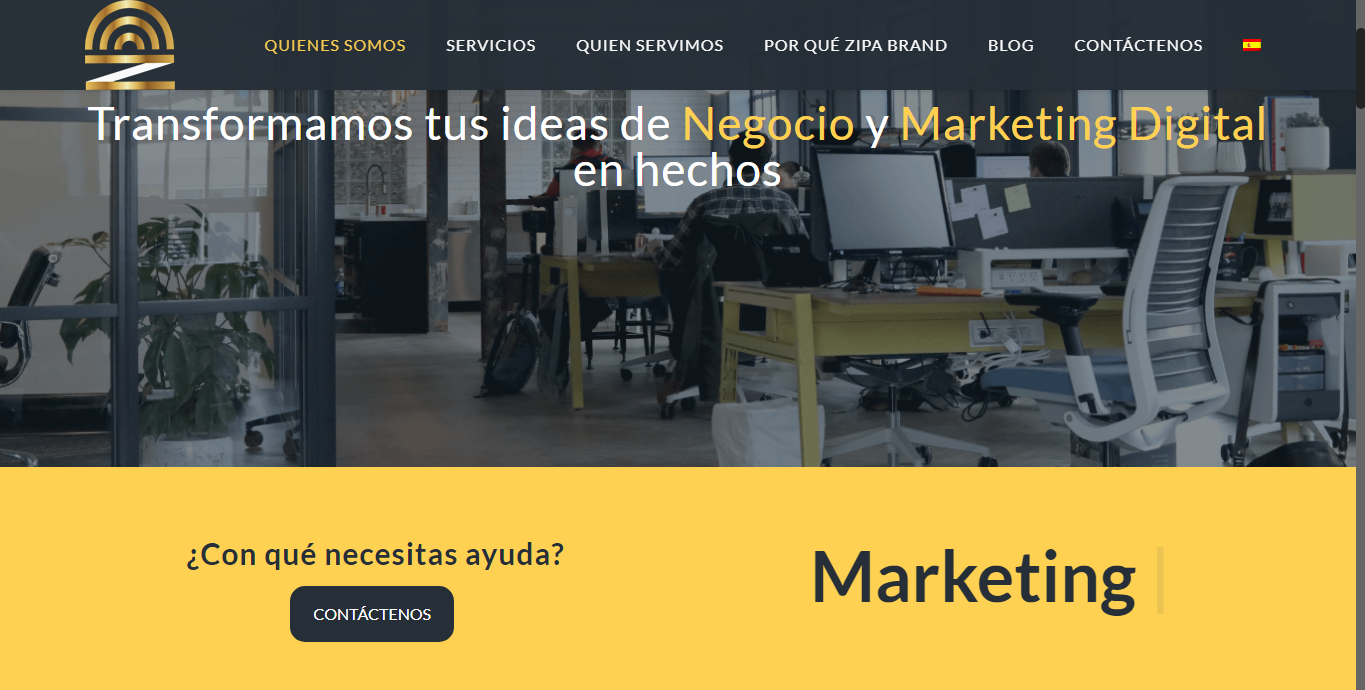 QUIENES SOMOS SERVICIOS QUIEN SERVIMOS POR QUÉ ZIPA BRAND BLOG CONTÁCTENOS
Transformamos tus ideas de Negocio y Marketing Digital
en hechos
¿Con qué necesitas ayuda?
CONTÁCTENOS
Marketing